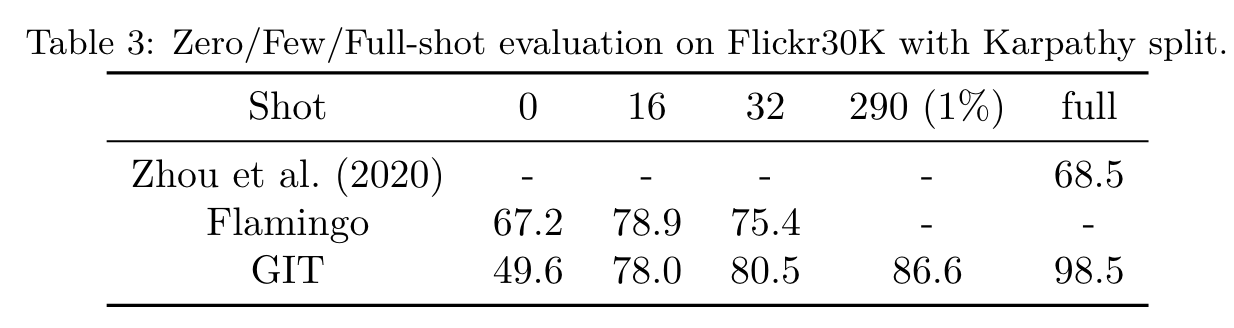 Table 3: Zero/Few/Full-shot evaluation on Flickr30K with Karpathy split.
Shot 0 16 32 290 (1%) full
Zhou et al. (2020) - - - - 68.5
Flamingo 67.2 78.9 75.4 - -
GIT 49.6 78.0 80.5 86.6 98.5